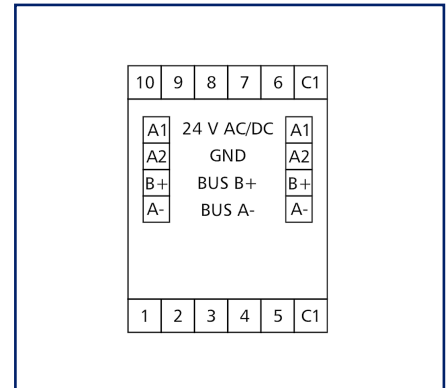 10 9 8 7 6 C1
A1 24 V AC/DC A1
A2 GND A2
B+ BUS B+ B+
A- BUS A- A-
1 2 3 4 5 C1